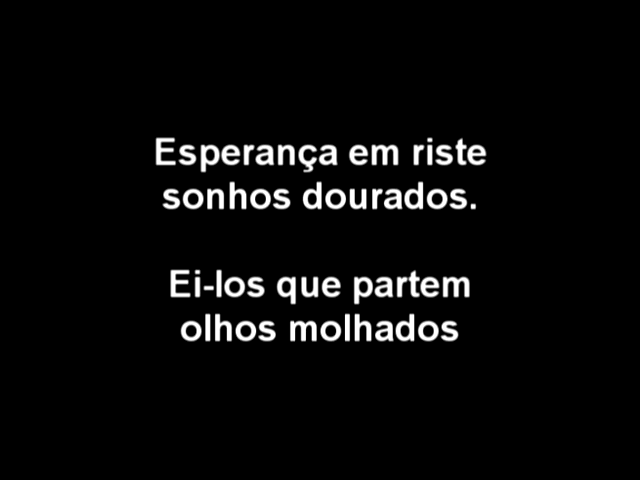 Esperança em riste
sonhos dourados.
Ei-los que partem
olhos molhados